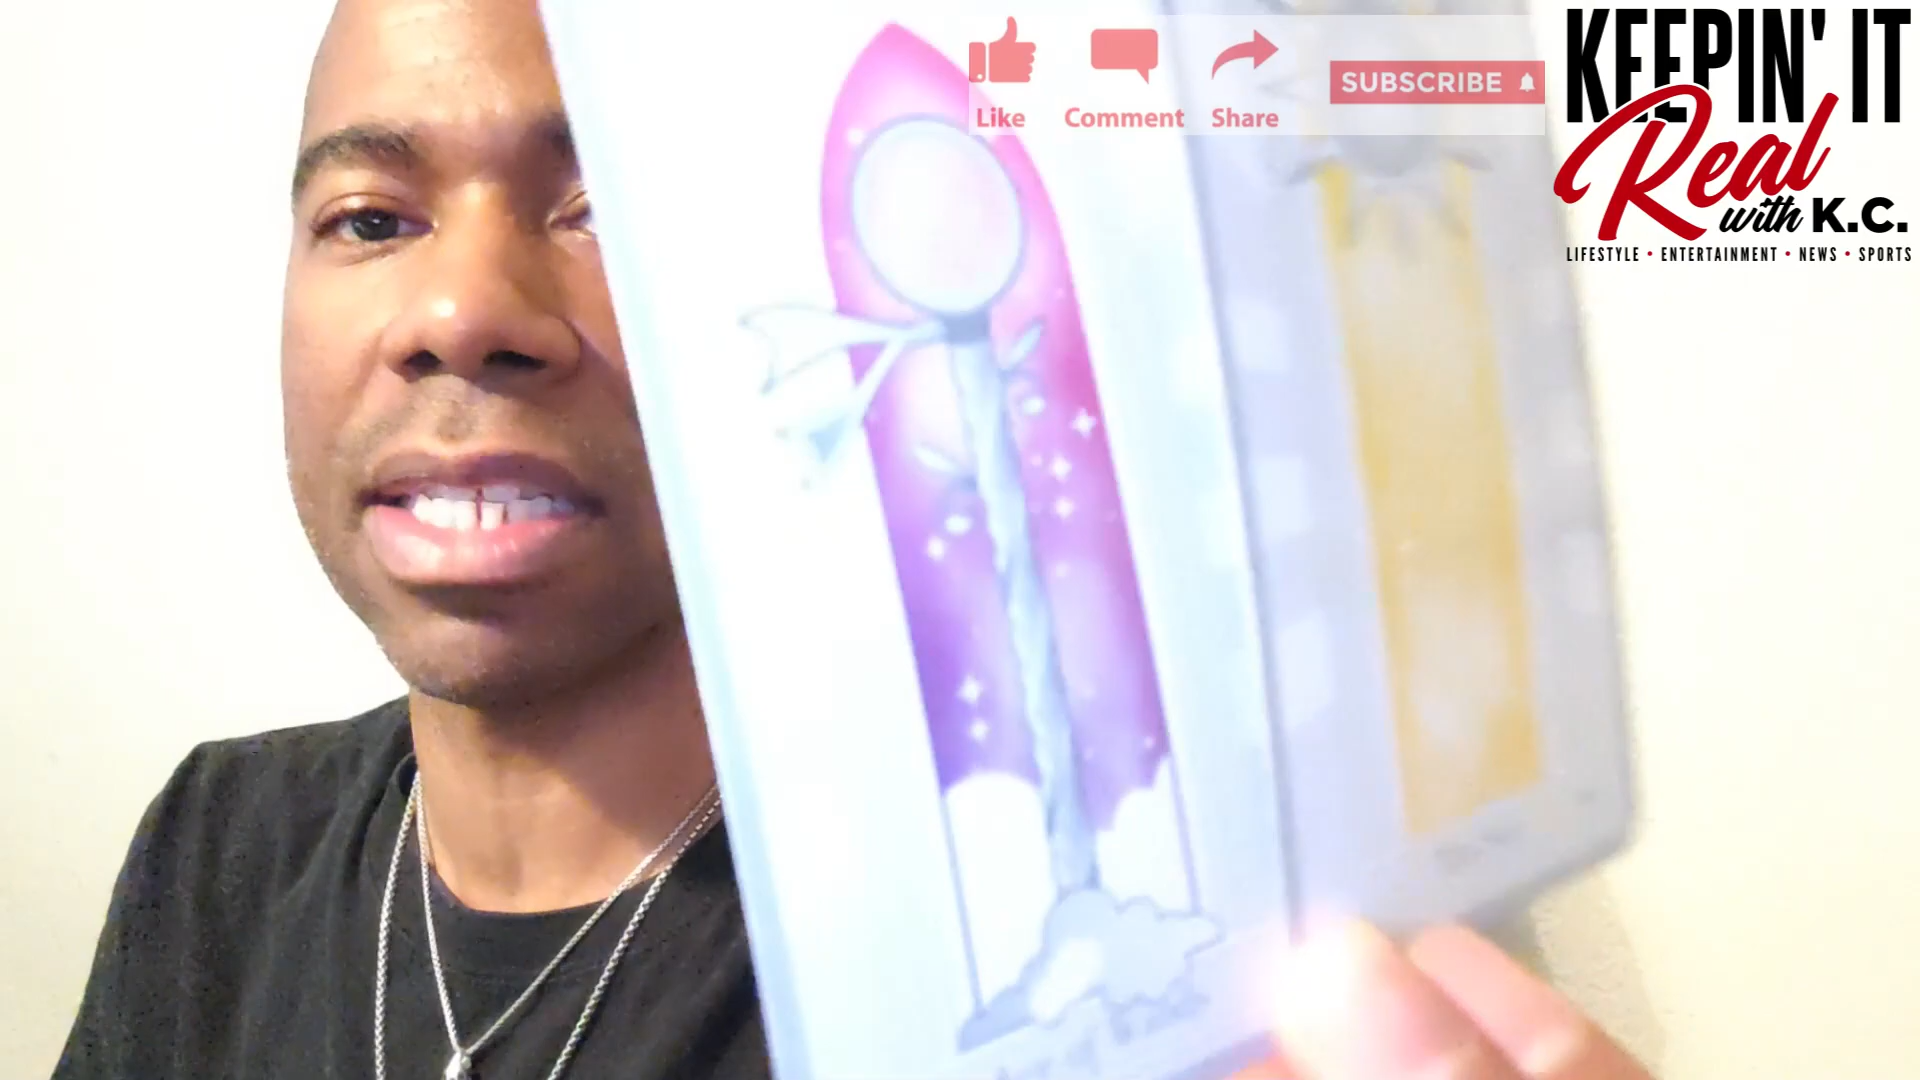 Like
Comment
Share
SUBSCRIBE
KEEPIN' IT
Real
with K.C.
LIFESTYLE • ENTERTAINMENT • NEWS • SPORTS